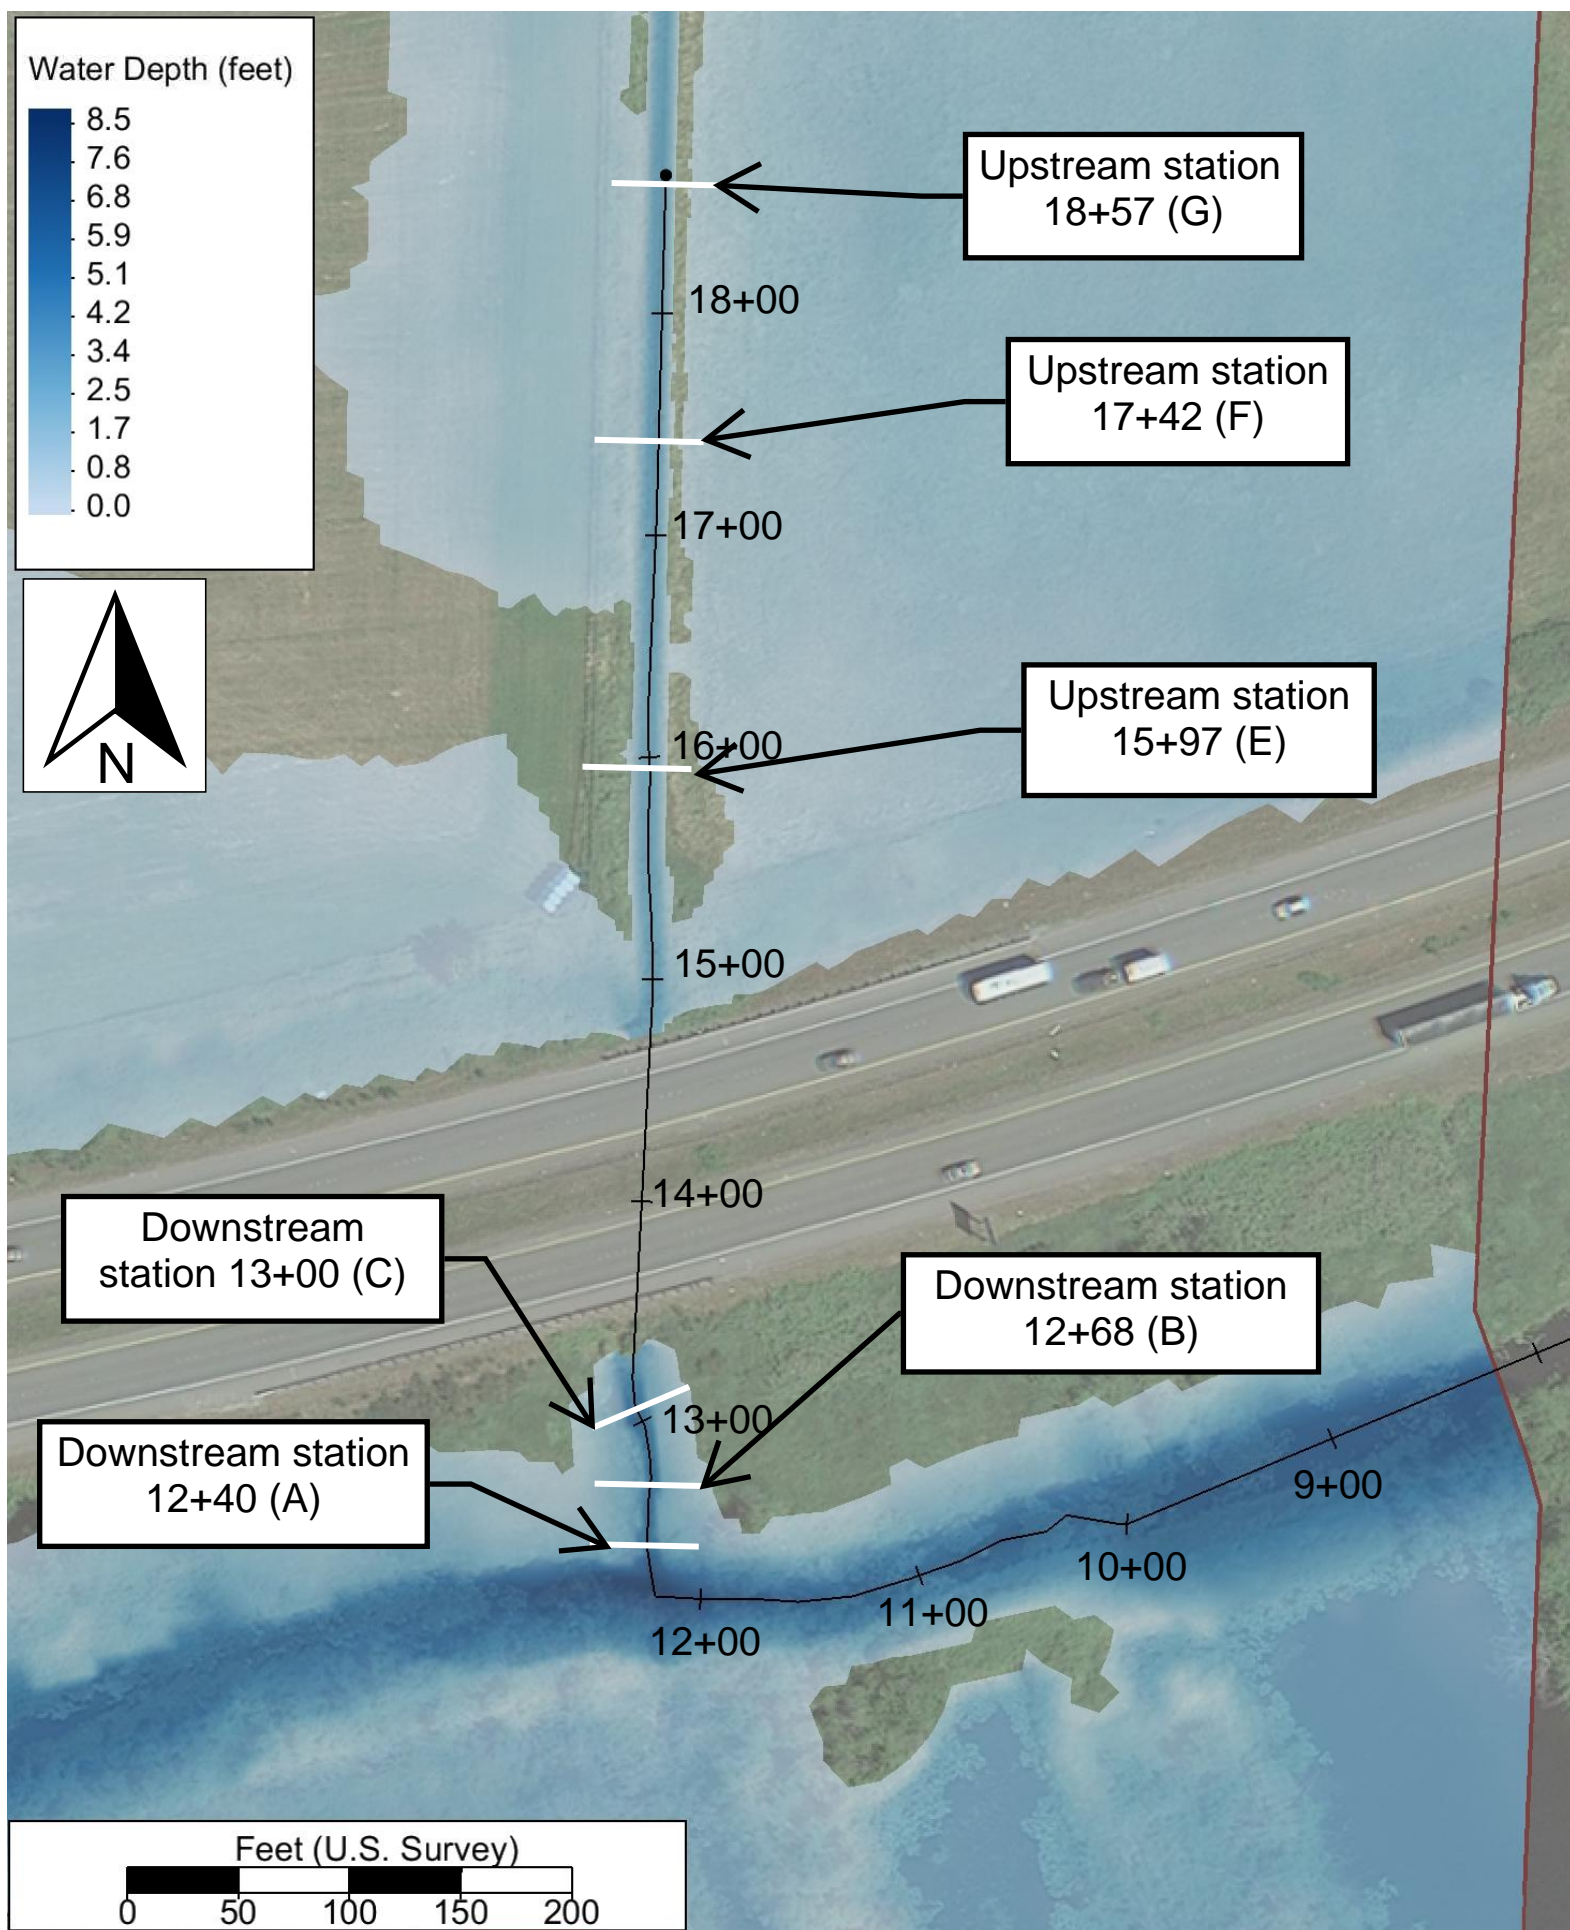 Water Depth (feet)
8.5
7.6
6.8
5.9
5.1
4.2
3.4
2.5
1.7
0.8
0.0
N
Upstream station
18+57 (G)
18+00
Upstream station
17+42 (F)
17+00
Upstream station
15+97 (E)
16+00
15+00
14+00
Downstream
station 13+00 (C)
Downstream station
12+68 (B)
13+00
Downstream station
12+40 (A)
9+00
10+00
11+00
12+00
Feet (U.S. Survey)
0 50 100 150 200